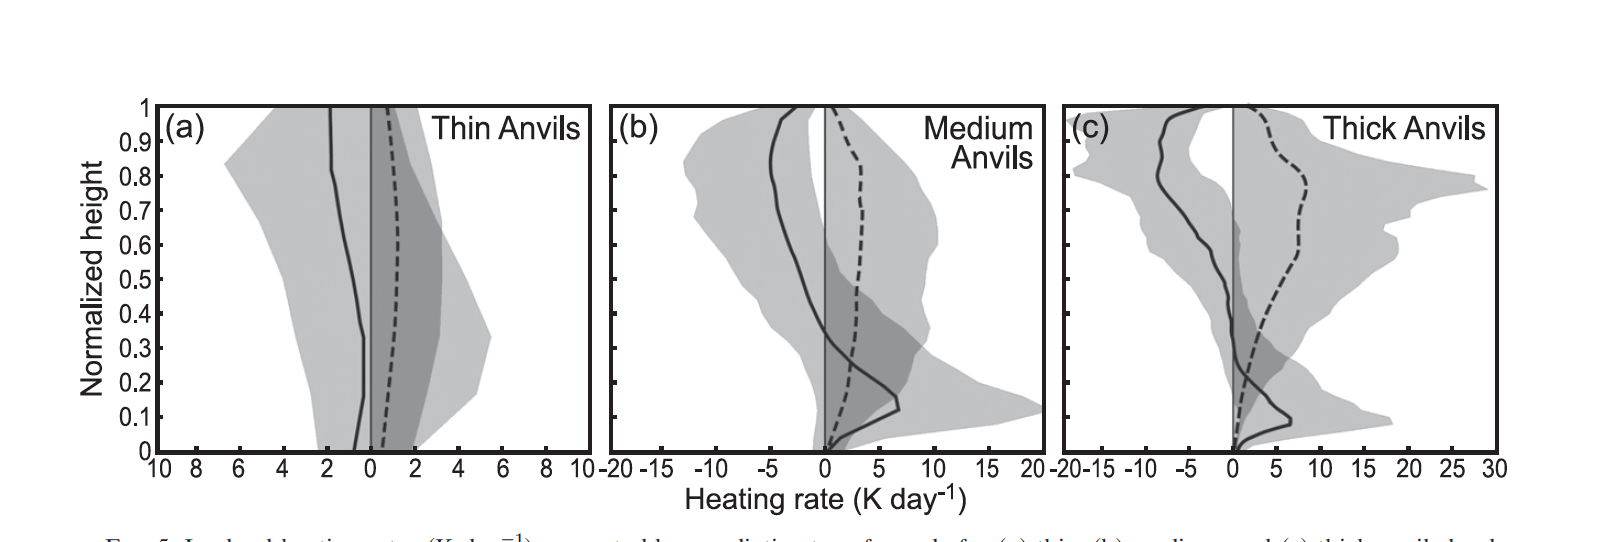 (a) Thin Anvils
(b) Medium
Anvils
(c) Thick Anvils
Normalized height
1
0.9
0.8
0.7
0.6
0.5
0.4
0.3
0.2
0.1
0
10 8 6 4 2 0 2 4 6 8 10
-20 -15 -10 -5 0 5 10 15 20
-20 -15 -10 -5 0 5 10 15 20 25 30
Heating rate (K day-1)